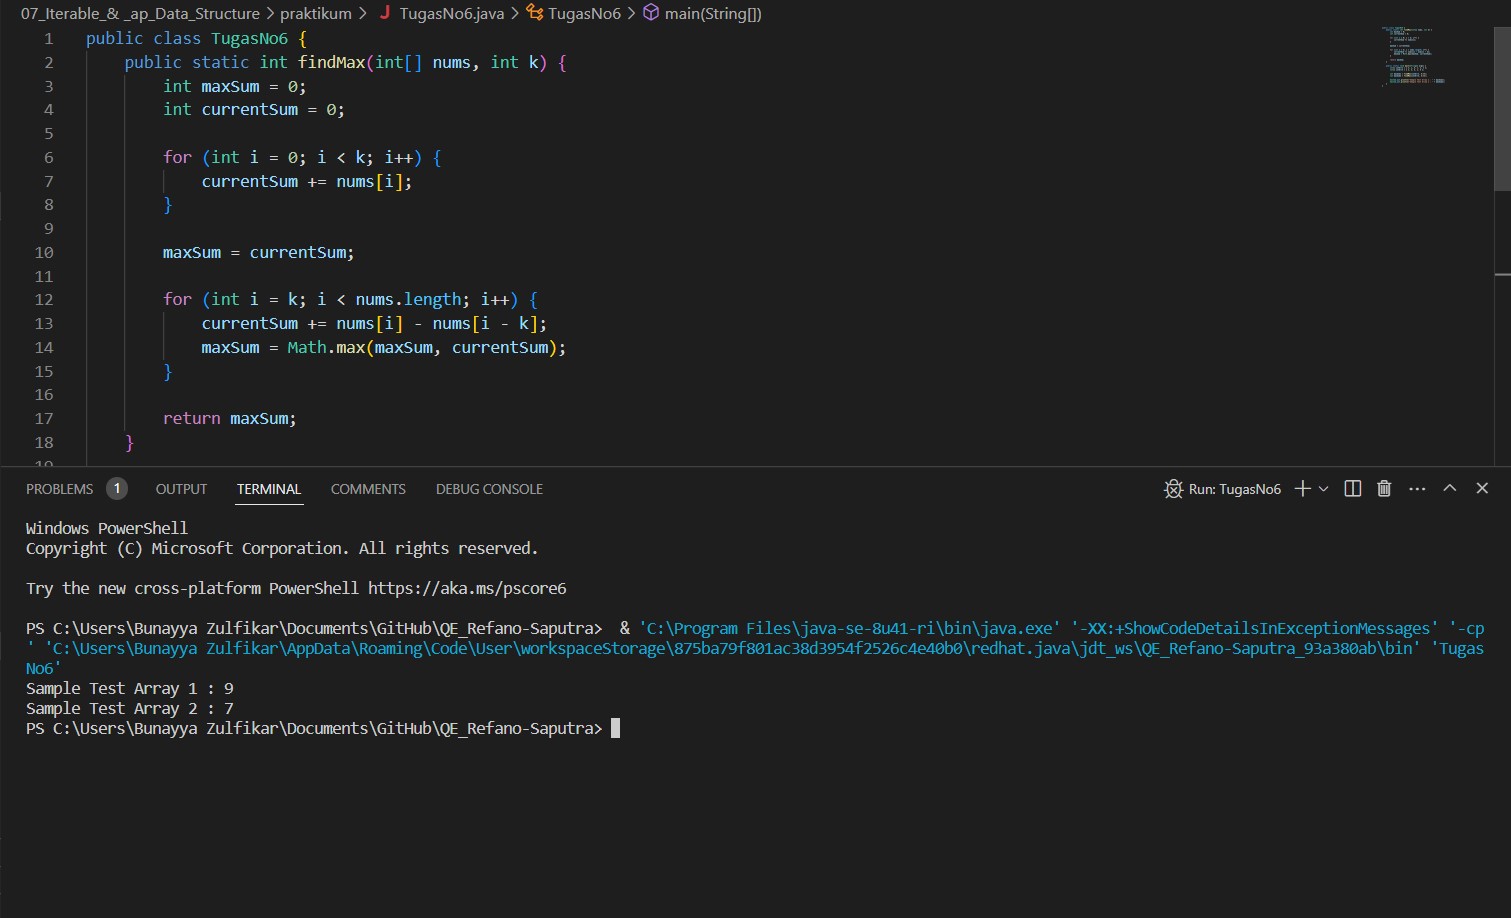 07_Iterable_& _ap_Data_Structure > praktikum > J TugasNo6.java > TugasNo6 > main(String[])
1 public class TugasNo6 {
2 public static int findMax(int[] nums, int k) {
3 int maxSum = 0;
4 int currentSum = 0;
5
6 for (int i = 0; i < k; i++) {
7 currentSum += nums[i];
8 }
9
10 maxSum = currentSum;
11
12 for (int i = k; i < nums.length; i++) {
13 currentSum += nums[i] - nums[i - k];
14 maxSum = Math.max(maxSum, currentSum);
15 }
16
17 return maxSum;
18 }
19
PROBLEMS 1 OUTPUT TERMINAL COMMENTS DEBUG CONSOLE Run: TugasNo6
Windows PowerShell
Copyright (C) Microsoft Corporation. All rights reserved.
Try the new cross-platform PowerShell https://aka.ms/pscore6
PS C:\Users\Bunayya Zulfikar\Documents\GitHub\QE_Refano-Saputra>  & 'C:\Program Files\java-se-8u41-ri\bin\java.exe' '-XX:+ShowCodeDetailsInExceptionMessages' '-cp
' 'C:\Users\Bunayya Zulfikar\AppData\Roaming\Code\User\workspaceStorage\875ba79f801ac38d3954f2526c4e40b0\redhat.java\jdt_ws\QE_Refano-Saputra_93a380ab\bin' 'Tugas
No6'
Sample Test Array 1 : 9
Sample Test Array 2 : 7
PS C:\Users\Bunayya Zulfikar\Documents\GitHub\QE_Refano-Saputra>